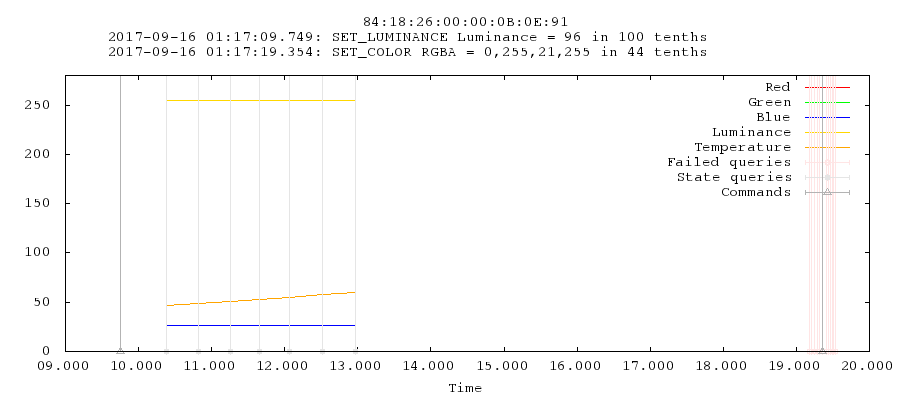 84:18:26:00:00:0B:0E:91
2017-09-16 01:17:09.749: SET_LUMINANCE Luminance = 96 in 100 tenths
2017-09-16 01:17:19.354: SET_COLOR RGBA = 0,255,21,255 in 44 tenths
250
200
150
100
50
0
Red
Green
Blue
Luminance
Temperature
Failed queries
State queries
Commands
09.000 10.000 11.000 12.000 13.000 14.000 15.000 16.000 17.000 18.000 19.000 20.000
Time